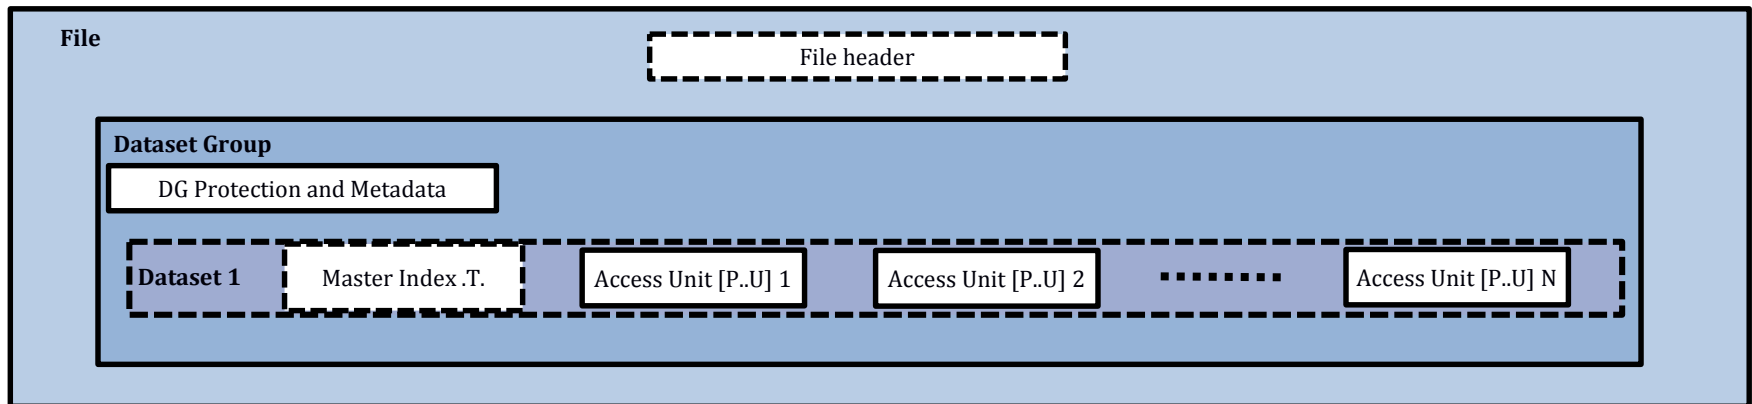 File
File header
Dataset Group
DG Protection and Metadata
Dataset 1
Master Index .T.
Access Unit [P..U] 1
Access Unit [P..U] 2
Access Unit [P..U] N